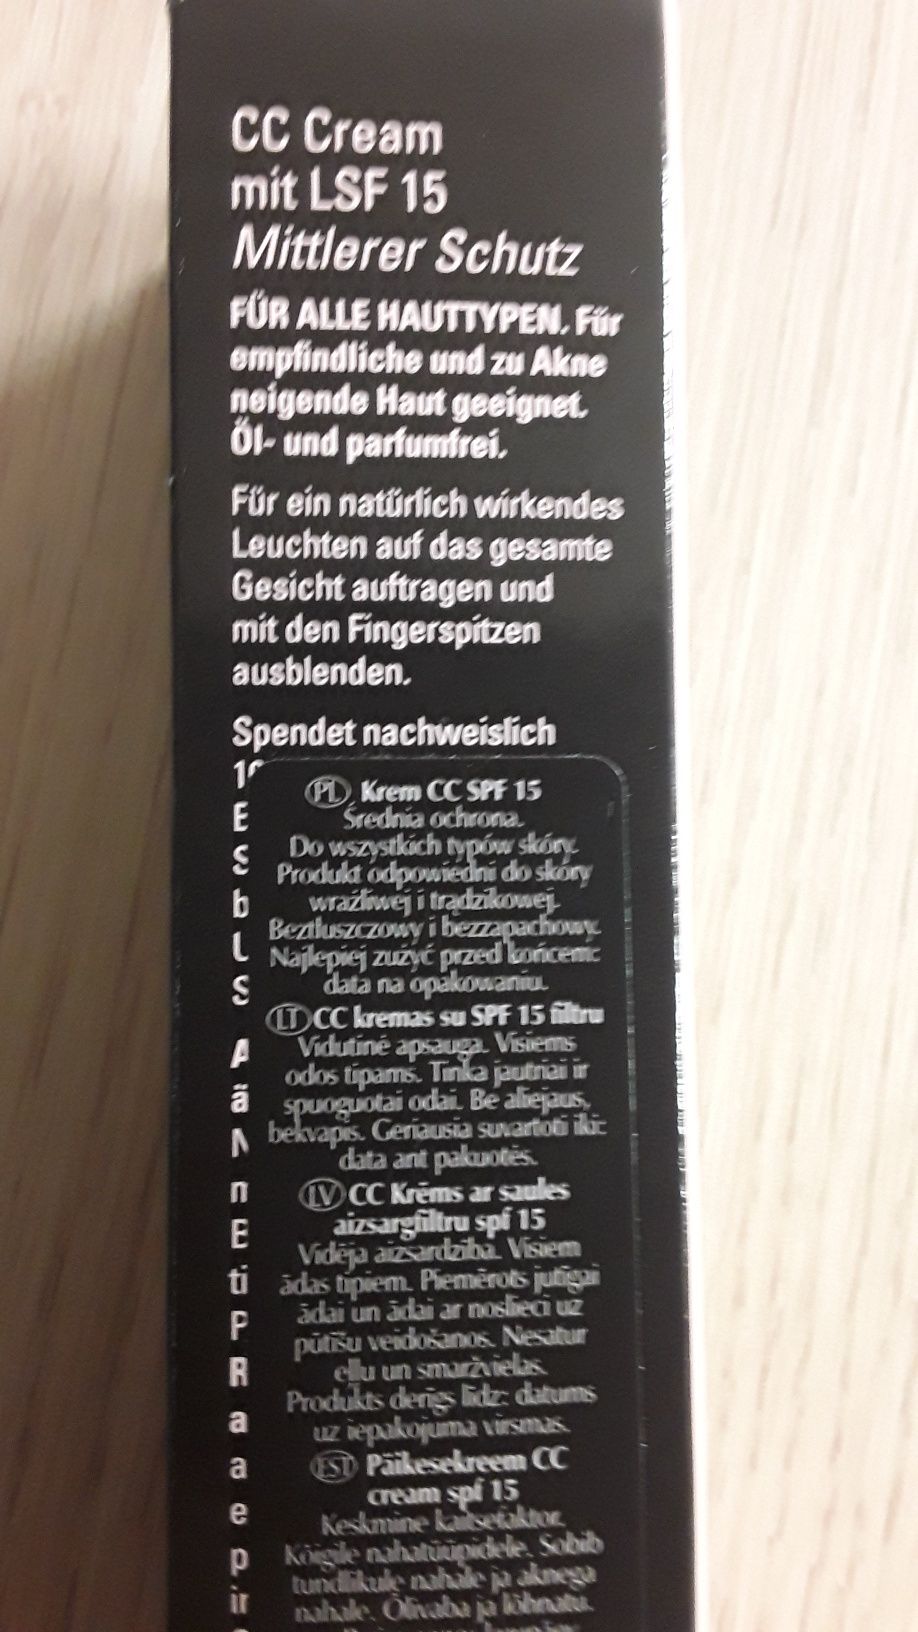 CC Cream
mit LSF 15
Mittlerer Schutz
FÜR ALLE HAUTTYPEN. Für
empfindliche und zu Akne
neigende Haut geeignet.
Öl- und parfumfrei.
Für ein natürlich wirkendes
Leuchten auf das gesamte
Gesicht auftragen und
mit den Fingerspitzen
ausblenden.
Spendet nachweislich
PL Krem CC SPF 15
Średnia ochrona.
Do wszystkich typów skóry.
Produkt odpowiedni do skóry
wrażliwej i trądzikowej.
Beztłuszczowy i bezzapachowy.
Najlepiej zużyć przed końcem:
data na opakowaniu.
LT CC kremas su SPF 15 filtru
Vidutinė apsauga. Visiems
odos tipams. Tinka jautriai ir
spuoguotai odai. Be aliejaus,
bekvapis. Geriausia suvartoti iki:
data ant pakuotės.
LV CC Krēms ar saules
aizsargfiltru spf 15
Vidēja aizsardzība. Visiem
ādas tipiem. Piemērots jutīgai
ādai un ādai ar noslieci uz
pūtīšu veidošanos. Nesatur
eļļu un smaržvielas.
Produkts derīgs līdz: datums
uz iepakojuma virsmas.
EST Päikesekreem CC
cream spf 15
Keskmine kaitsefaktor.
Kõigile nahatüüpidele. Sobib
tundlikule nahale ja aknega
nahale. Õlivaba ja lõhnatu.